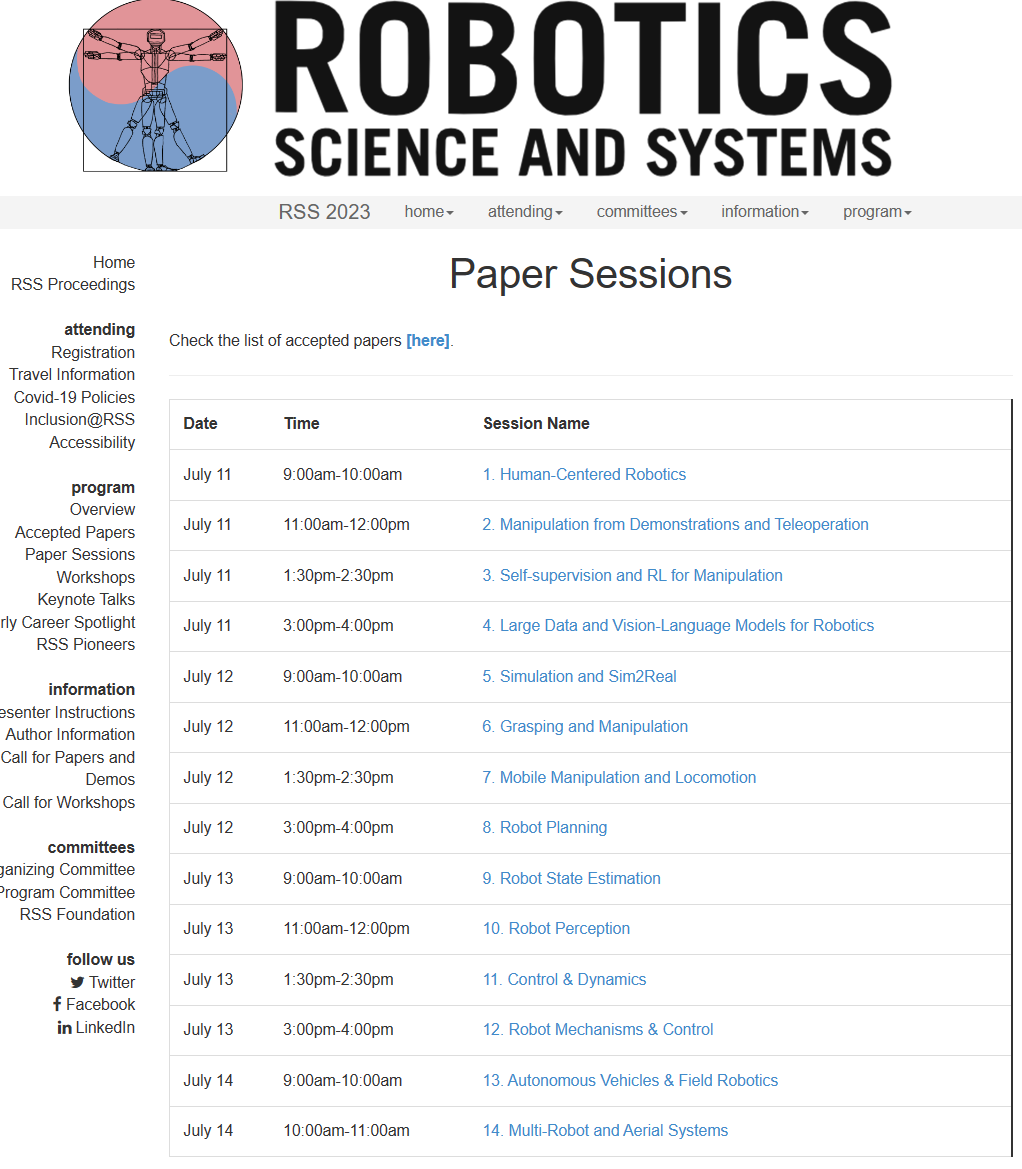 ROBOTICS
SCIENCE AND SYSTEMS
RSS 2023 home attending committees information program
Home
RSS Proceedings
attending
Registration
Travel Information
Covid-19 Policies
Inclusion@RSS
Accessibility
program
Overview
Accepted Papers
Paper Sessions
Workshops
Keynote Talks
rly Career Spotlight
RSS Pioneers
information
esenter Instructions
Author Information
Call for Papers and
Demos
Call for Workshops
committees
ganizing Committee
Program Committee
RSS Foundation
follow us
Twitter
Facebook
LinkedIn
Paper Sessions
Check the list of accepted papers [here].
Date Time Session Name
July 11 9:00am-10:00am 1. Human-Centered Robotics
July 11 11:00am-12:00pm 2. Manipulation from Demonstrations and Teleoperation
July 11 1:30pm-2:30pm 3. Self-supervision and RL for Manipulation
July 11 3:00pm-4:00pm 4. Large Data and Vision-Language Models for Robotics
July 12 9:00am-10:00am 5. Simulation and Sim2Real
July 12 11:00am-12:00pm 6. Grasping and Manipulation
July 12 1:30pm-2:30pm 7. Mobile Manipulation and Locomotion
July 12 3:00pm-4:00pm 8. Robot Planning
July 13 9:00am-10:00am 9. Robot State Estimation
July 13 11:00am-12:00pm 10. Robot Perception
July 13 1:30pm-2:30pm 11. Control & Dynamics
July 13 3:00pm-4:00pm 12. Robot Mechanisms & Control
July 14 9:00am-10:00am 13. Autonomous Vehicles & Field Robotics
July 14 10:00am-11:00am 14. Multi-Robot and Aerial Systems